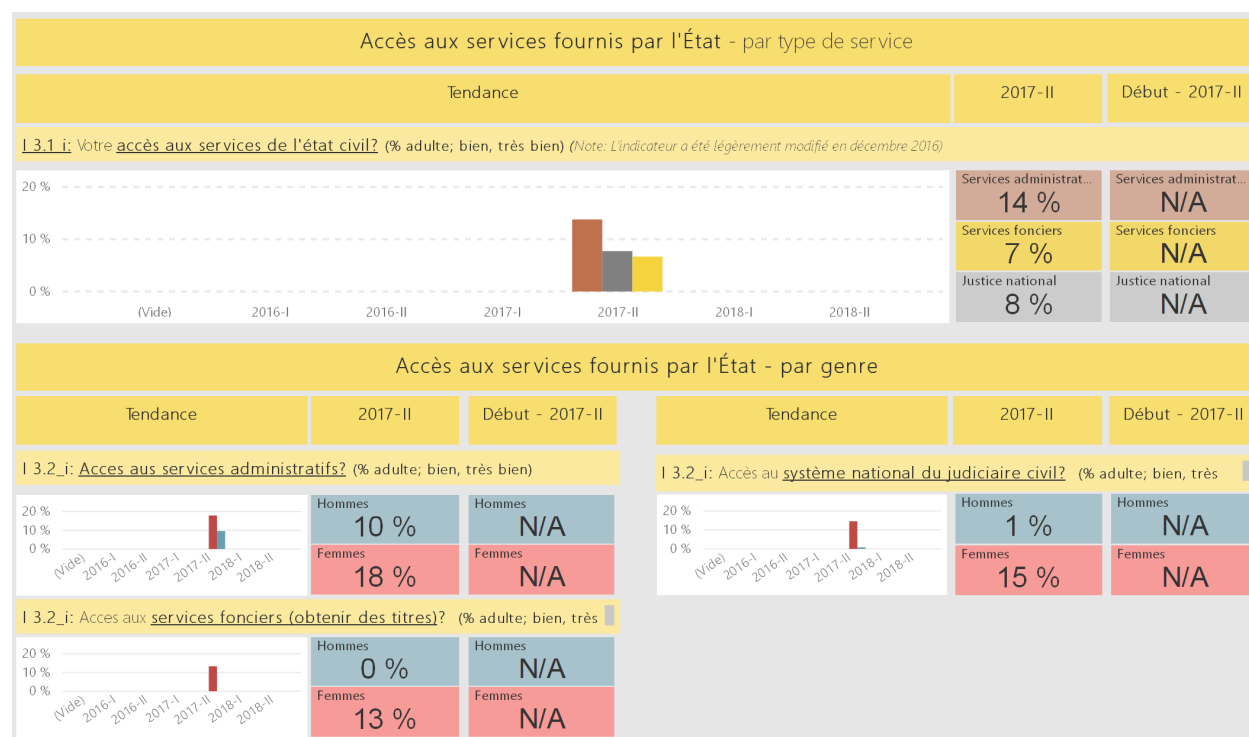 Accès aux services fournis par l'État - par type de service
Tendance
2017-II
Début - 2017-II
I 3.1_i: Votre accès aux services de l'état civil? (% adulte; bien, très bien) (Note: L'indicateur a été légèrement modifié en décembre 2016)
20 %
10 %
0 %
(Vide)
2016-I
2016-II
2017-I
2017-II
2018-I
2018-II
Services administrat...
14 %
Services fonciers
7 %
Justice national
8 %
Services administrat...
N/A
Services fonciers
N/A
Justice national
N/A
Accès aux services fournis par l'État - par genre
Tendance
2017-II
Début - 2017-II
I 3.2_i: Acces aus services administratifs? (% adulte; bien, très bien)
20 %
10 %
0 %
(Vide)
2016-I
2016-II
2017-I
2017-II
2018-I
2018-II
Hommes
10 %
Femmes
18 %
Hommes
N/A
Femmes
N/A
I 3.2_i: Acces aux services fonciers (obtenir des titres)? (% adulte; bien, très
20 %
10 %
0 %
(Vide)
2016-I
2016-II
2017-I
2017-II
2018-I
2018-II
Hommes
0 %
Femmes
13 %
Hommes
N/A
Femmes
N/A
Tendance
2017-II
Début - 2017-II
I 3.2_i: Accès au système national du judiciaire civil? (% adulte; bien, très
20 %
10 %
0 %
(Vide)
2016-I
2016-II
2017-I
2017-II
2018-I
2018-II
Hommes
1 %
Femmes
15 %
Hommes
N/A
Femmes
N/A